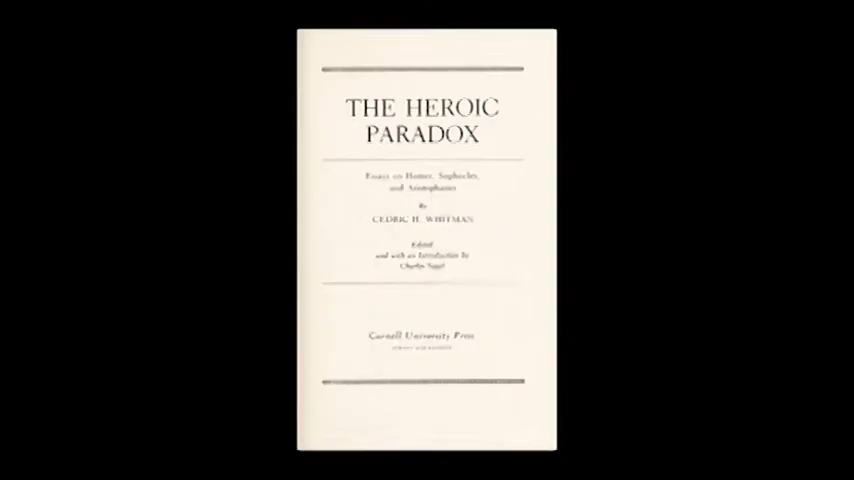 THE HEROIC
PARADOX
Essays on Homer, Sophocles,
and Aristophanes
By
CEDRIC H. WHITMAN
Edited
and with an Introduction by
Charles Segal
Cornell University Press